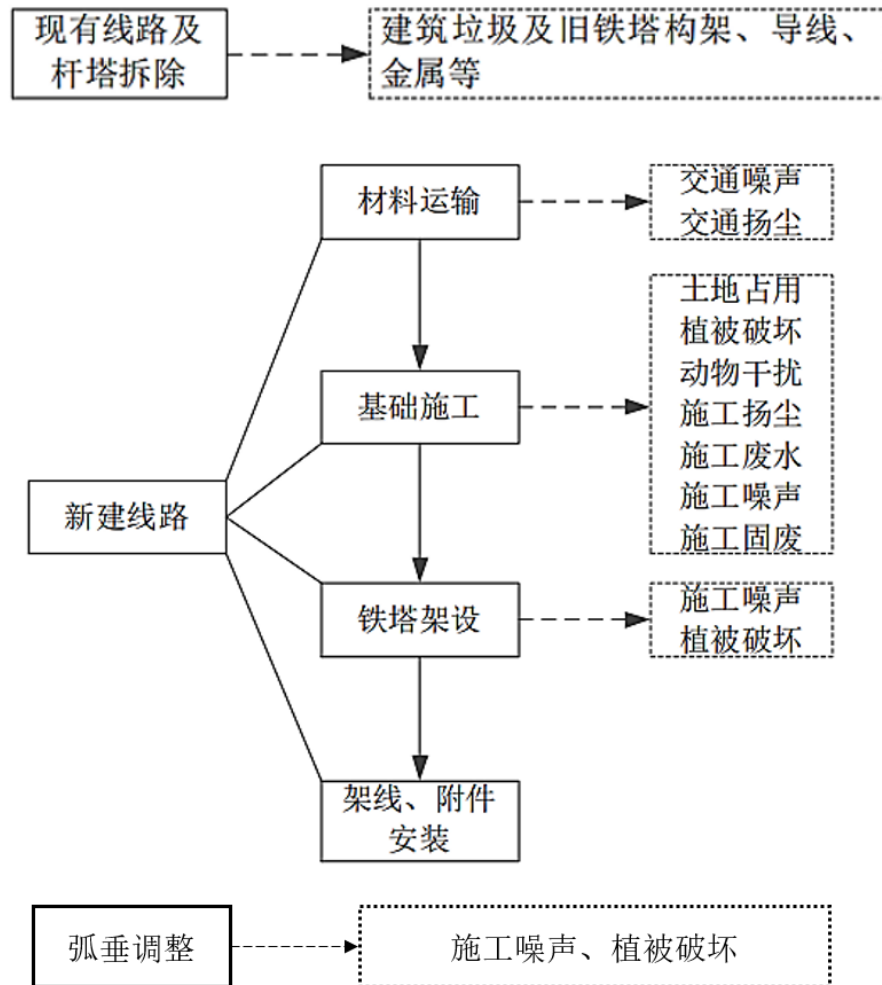 现有线路及
杆塔拆除
建筑垃圾及旧铁塔构架、导线、
金属等
材料运输
交通噪声
交通扬尘
土地占用
植被破坏
动物干扰
基础施工
施工扬尘
施工废水
施工噪声
施工固废
新建线路
铁塔架设
施工噪声
植被破坏
架线、附件
安装
弧垂调整
施工噪声、植被破坏